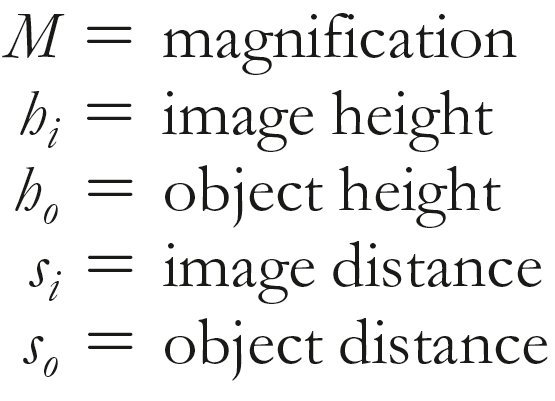 M = magnification
hᵢ = image height
hₒ = object height
sᵢ = image distance
sₒ = object distance